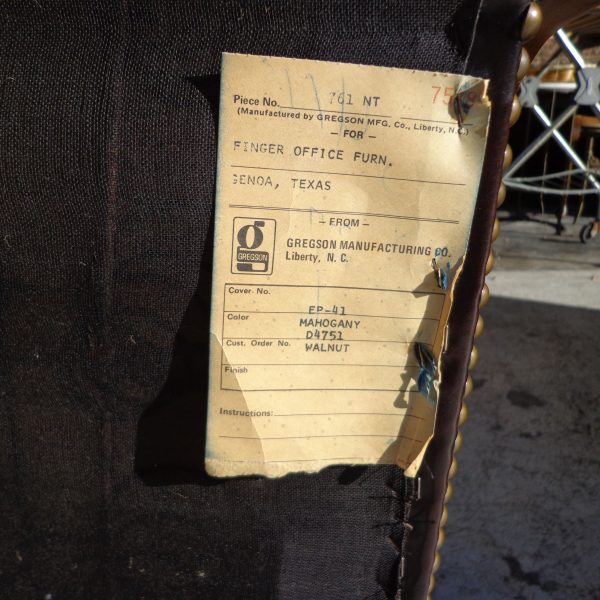 Piece No. 761 NT
(Manufactured by GREGSON MFG. Co., Liberty, N.C.)
— FOR —
FINGER OFFICE FURN.
GENOA, TEXAS
— FROM —
g
GREGSON
GREGSON MANUFACTURING CO.
Liberty, N. C.
Cover No. EP-41
Color MAHOGANY
D4751
Cust. Order No. WALNUT
Finish
Instructions: